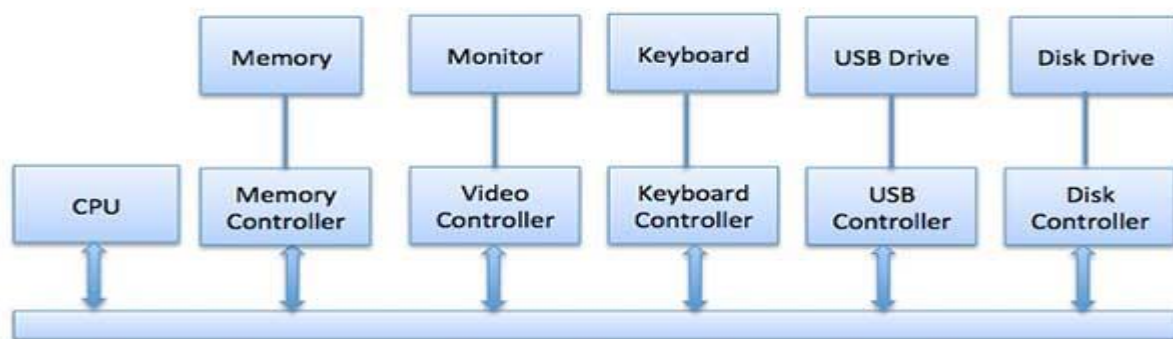 Memory
Monitor
Keyboard
USB Drive
Disk Drive
CPU
Memory
Controller
Video
Controller
Keyboard
Controller
USB
Controller
Disk
Controller